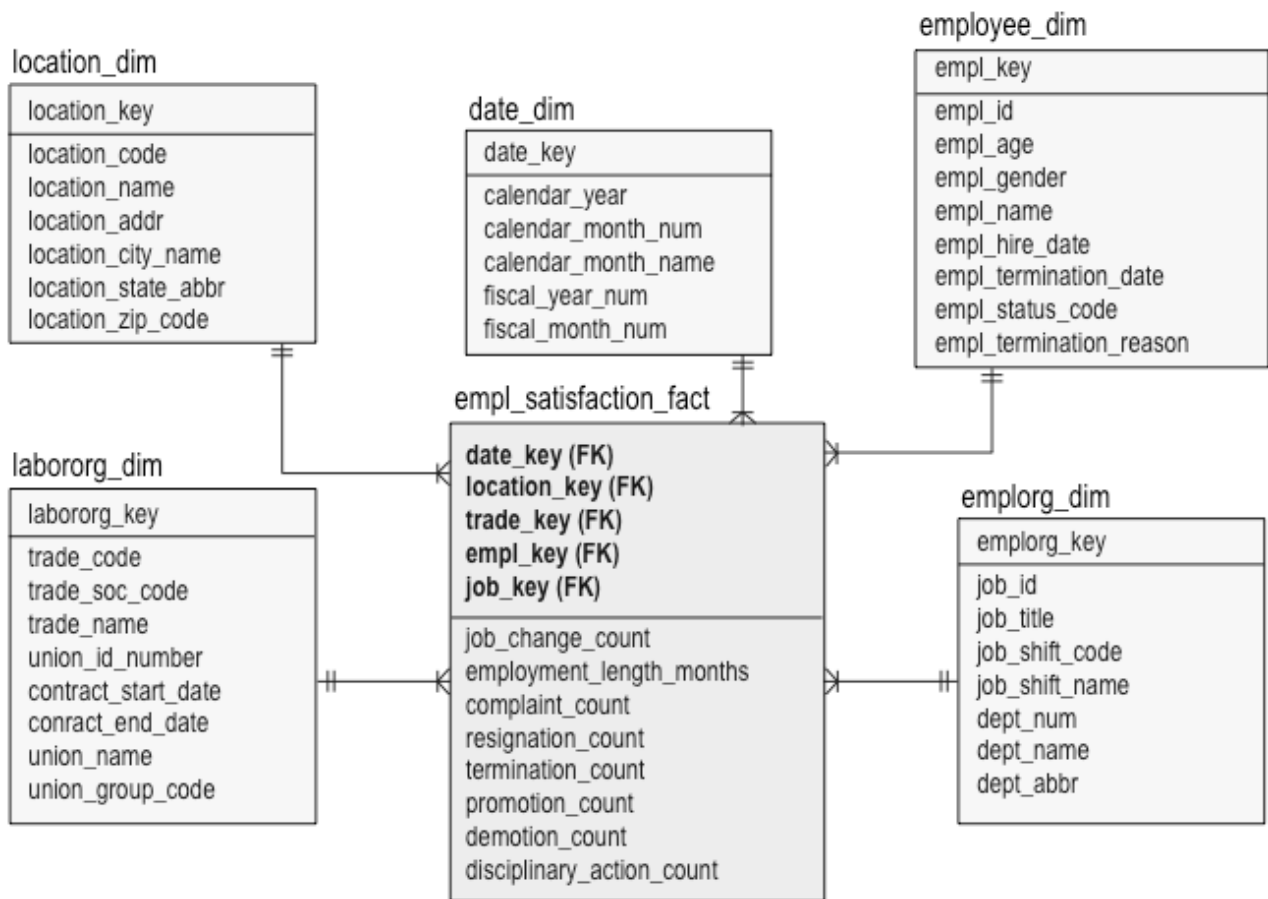 location_dim
location_key
location_code
location_name
location_addr
location_city_name
location_state_abbr
location_zip_code
date_dim
date_key
calendar_year
calendar_month_num
calendar_month_name
fiscal_year_num
fiscal_month_num
employee_dim
empl_key
empl_id
empl_age
empl_gender
empl_name
empl_hire_date
empl_termination_date
empl_status_code
empl_termination_reason
labororg_dim
labororg_key
trade_code
trade_soc_code
trade_name
union_id_number
contract_start_date
conract_end_date
union_name
union_group_code
empl_satisfaction_fact
date_key (FK)
location_key (FK)
trade_key (FK)
empl_key (FK)
job_key (FK)
job_change_count
employment_length_months
complaint_count
resignation_count
termination_count
promotion_count
demotion_count
disciplinary_action_count
emplorg_dim
emplorg_key
job_id
job_title
job_shift_code
job_shift_name
dept_num
dept_name
dept_abbr